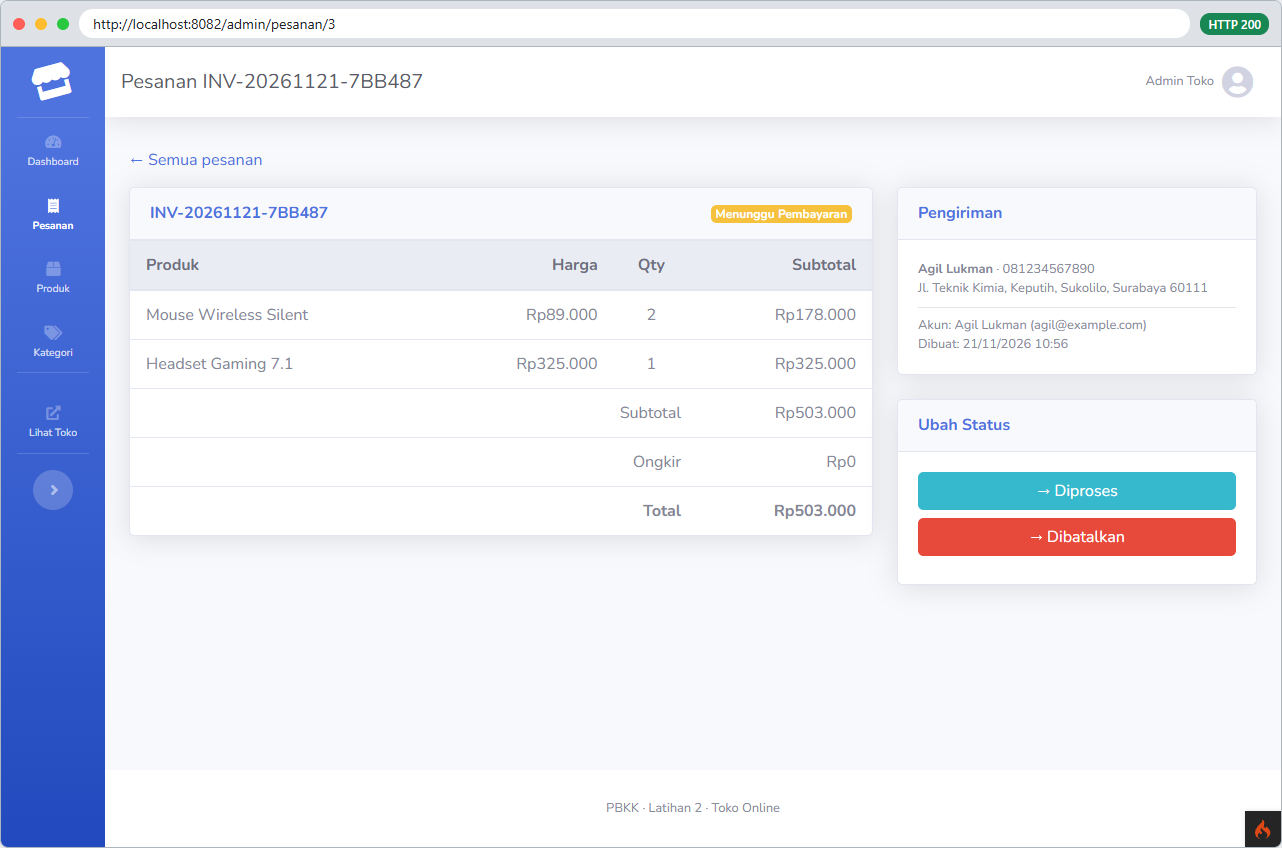 http://localhost:8082/admin/pesanan/3
HTTP 200
Dashboard
Pesanan
Produk
Kategori
Lihat Toko
Pesanan INV-20261121-7BB487
Admin Toko
← Semua pesanan
INV-20261121-7BB487
Menunggu Pembayaran
Produk Harga Qty Subtotal
Mouse Wireless Silent Rp89.000 2 Rp178.000
Headset Gaming 7.1 Rp325.000 1 Rp325.000
Subtotal Rp503.000
Ongkir Rp0
Total Rp503.000
Pengiriman
Agil Lukman · 081234567890
Jl. Teknik Kimia, Keputih, Sukolilo, Surabaya 60111
Akun: Agil Lukman (agil@example.com)
Dibuat: 21/11/2026 10:56
Ubah Status
→ Diproses
→ Dibatalkan
PBKK · Latihan 2 · Toko Online